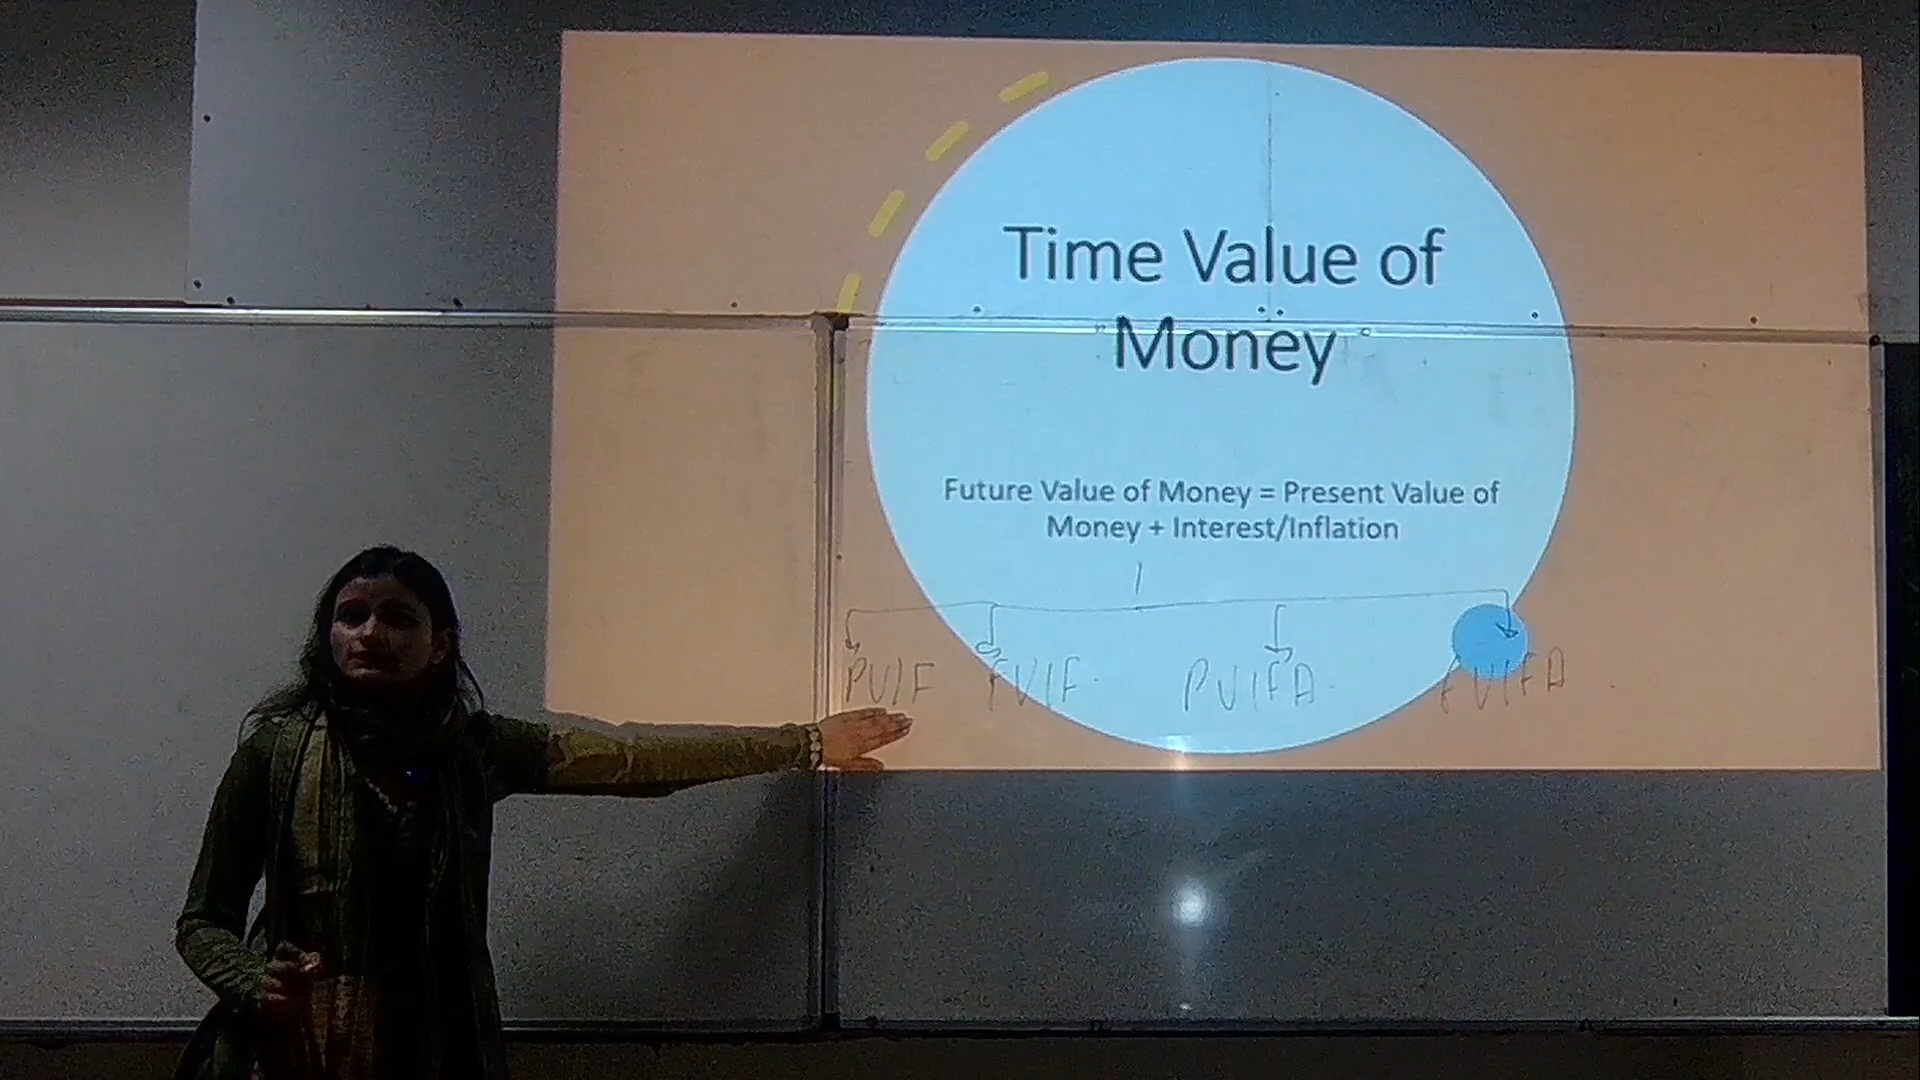 Time Value of
Money
Future Value of Money = Present Value of
Money + Interest/Inflation
PVIF FVIF PVIFA FVIFA